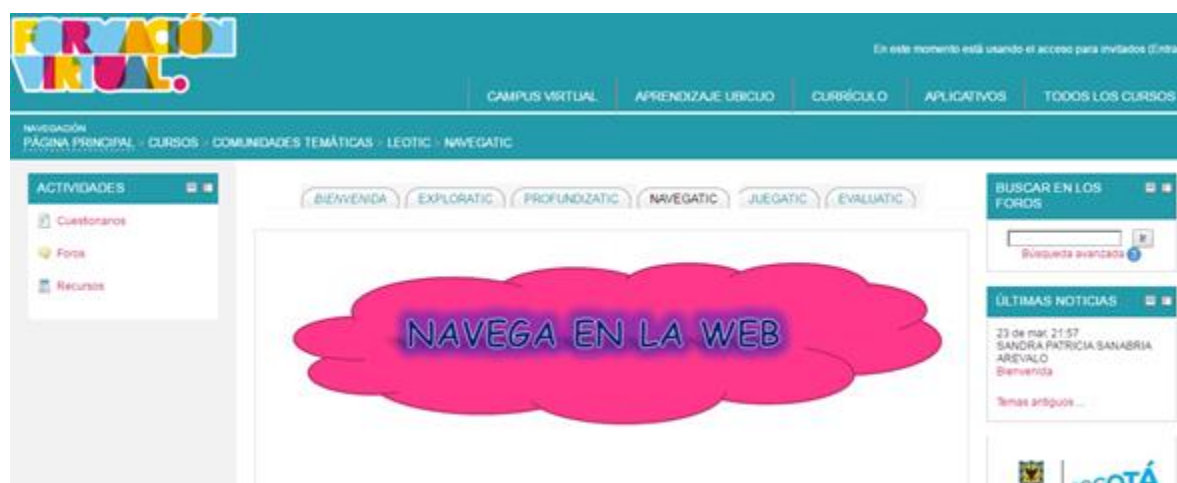 FORMACIÓN
VIRTUAL.
En este momento está usando el acceso para invitados (Entra
CAMPUS VIRTUAL
APRENDIZAJE UBICUO
CURRÍCULO
APLICATIVOS
TODOS LOS CURSOS
NAVEGACIÓN
PÁGINA PRINCIPAL CURSOS COMUNIDADES TEMÁTICAS LEOTIC NAVEGATIC
ACTIVIDADES
Cuestionarios
Foros
Recursos
BIENVENIDA
EXPLORATIC
PROFUNDIZATIC
NAVEGATIC
JUEGATIC
EVALUATIC
NAVEGA EN LA WEB
BUSCAR EN LOS
FOROS
Ir
Búsqueda avanzada
ÚLTIMAS NOTICIAS
23 de mar, 21:57
SANDRA PATRICIA SANABRIA
AREVALO
Bienvenida
Temas antiguos ...